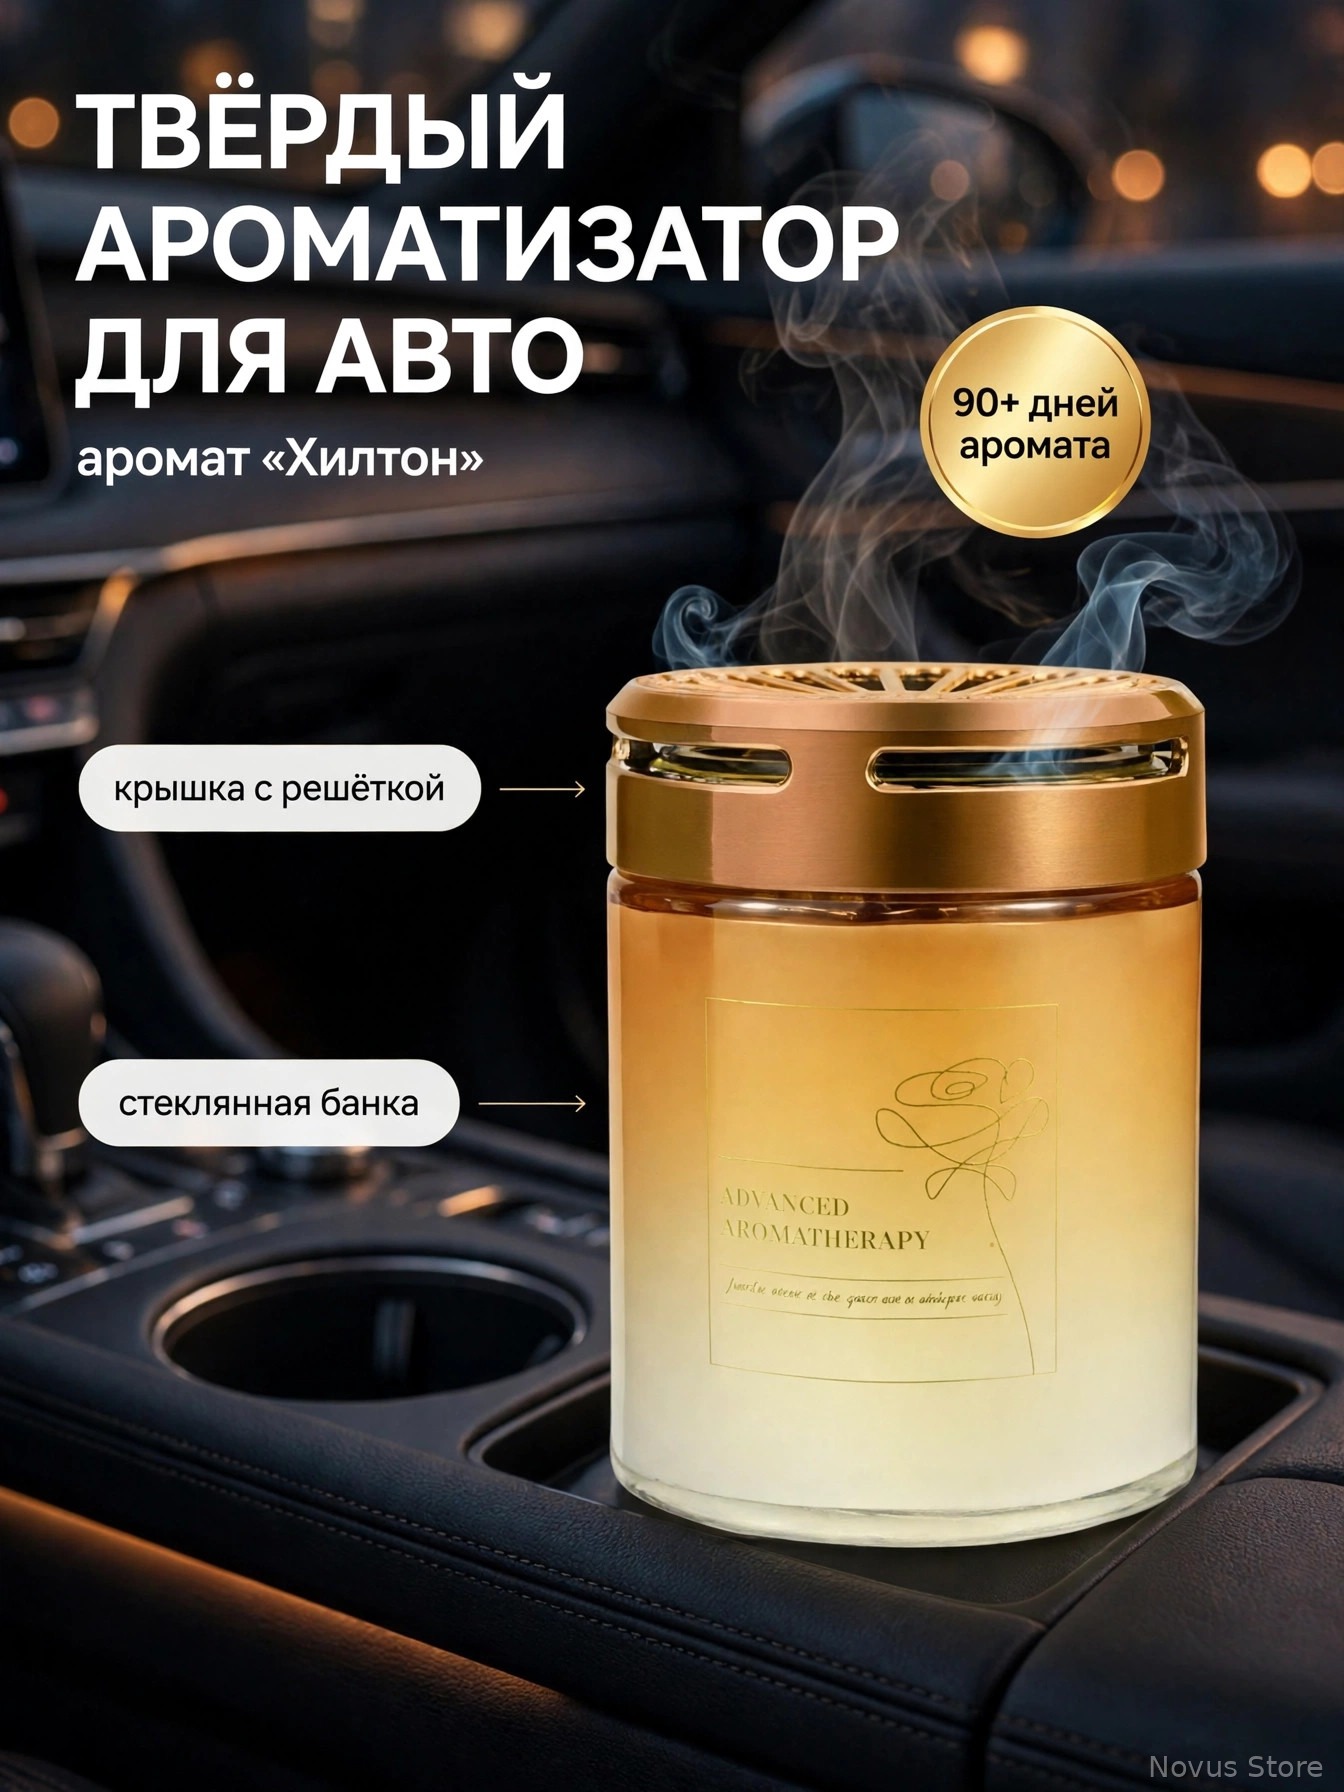 ТВЁРДЫЙ
АРОМАТИЗАТОР
ДЛЯ АВТО
аромат «Хилтон»
90+ дней
аромата
крышка с решёткой
стеклянная банка
ADVANCED
AROMATHERAPY
Novus Store